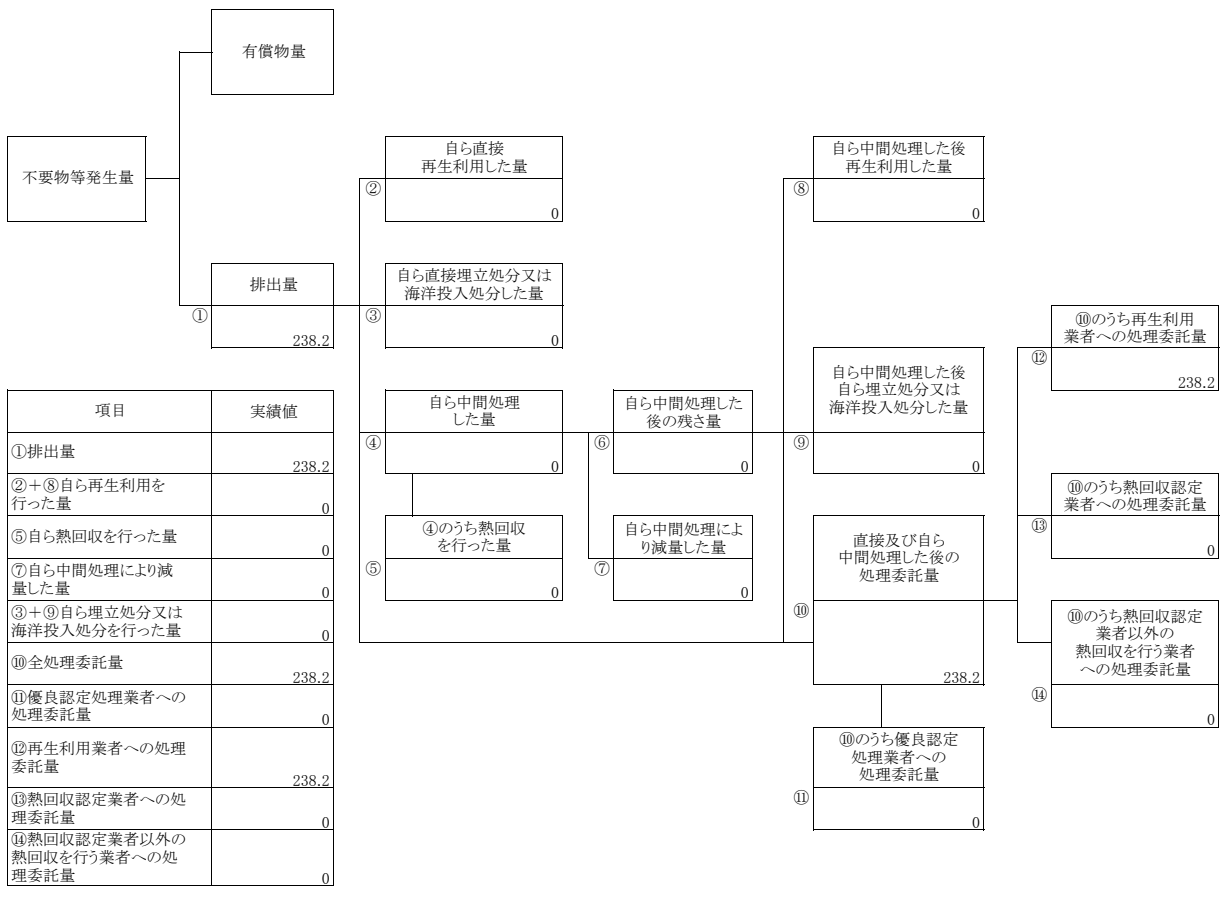 有償物量
不要物等発生量
排出量
①
238.2
自ら直接
再生利用した量
②
0
自ら直接埋立処分又は
海洋投入処分した量
③
0
自ら中間処理
した量
④
0
④のうち熱回収
を行った量
⑤
0
自ら中間処理した
後の残さ量
⑥
0
自ら中間処理によ
り減量した量
⑦
0
自ら中間処理した後
再生利用した量
⑧
0
自ら中間処理した後
自ら埋立処分又は
海洋投入処分した量
⑨
0
直接及び自ら
中間処理した後の
処理委託量
⑩
238.2
⑩のうち優良認定
処理業者への
処理委託量
⑪
0
⑩のうち再生利用
業者への処理委託量
⑫
238.2
⑩のうち熱回収認定
業者への処理委託量
⑬
0
⑩のうち熱回収認定
業者以外の
熱回収を行う業者
への処理委託量
⑭
0
項目 実績値
①排出量
238.2
②＋⑧自ら再生利用を
行った量
0
⑤自ら熱回収を行った量
0
⑦自ら中間処理により減
量した量
0
③＋⑨自ら埋立処分又は
海洋投入処分を行った量
0
⑩全処理委託量
238.2
⑪優良認定処理業者への
処理委託量
0
⑫再生利用業者への処理
委託量
238.2
⑬熱回収認定業者への処
理委託量
0
⑭熱回収認定業者以外の
熱回収を行う業者への処
理委託量
0